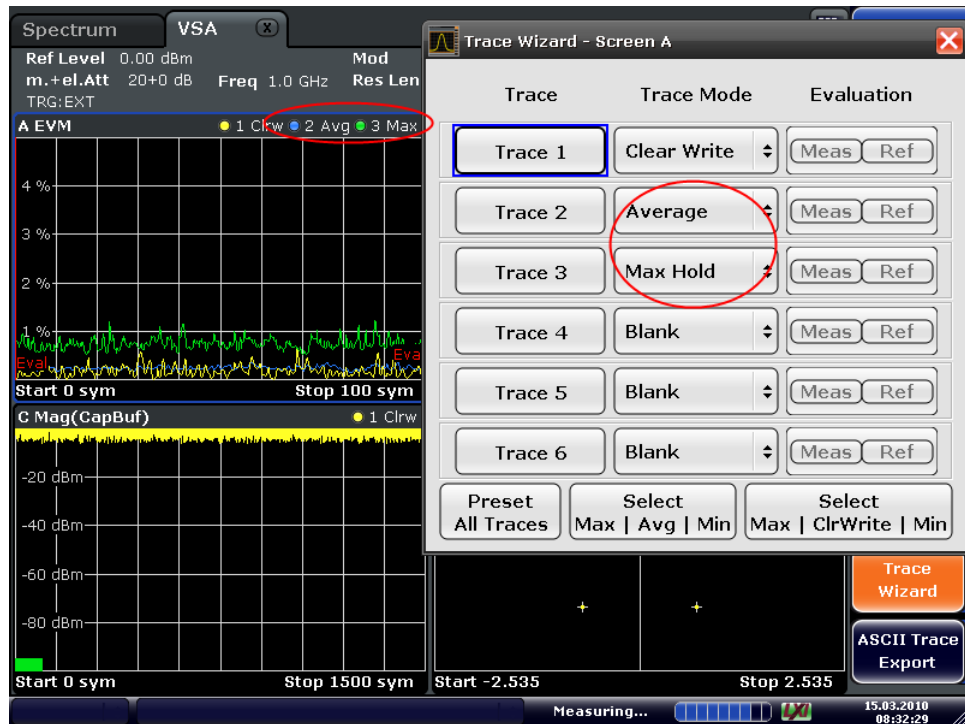 Spectrum
VSA
X
Ref Level 0.00 dBm
Mod
m.+el.Att 20+0 dB Freq 1.0 GHz Res Len
TRG:EXT
A EVM
1 Clrw 2 Avg 3 Max
4 %
3 %
2 %
1 %
Eval
Eva
Start 0 sym
Stop 100 sym
C Mag(CapBuf)
1 Clrw
-20 dBm
-40 dBm
-60 dBm
-80 dBm
Start 0 sym
Stop 1500 sym
Trace Wizard - Screen A
Trace
Trace Mode
Evaluation
Trace 1
Clear Write
Meas Ref
Trace 2
Average
Meas Ref
Trace 3
Max Hold
Meas Ref
Trace 4
Blank
Meas Ref
Trace 5
Blank
Meas Ref
Trace 6
Blank
Meas Ref
Preset
All Traces
Select
Max | Avg | Min
Select
Max | ClrWrite | Min
Start -2.535
Stop 2.535
Trace
Wizard
ASCII Trace
Export
Measuring...
LXI
15.03.2010
08:32:29